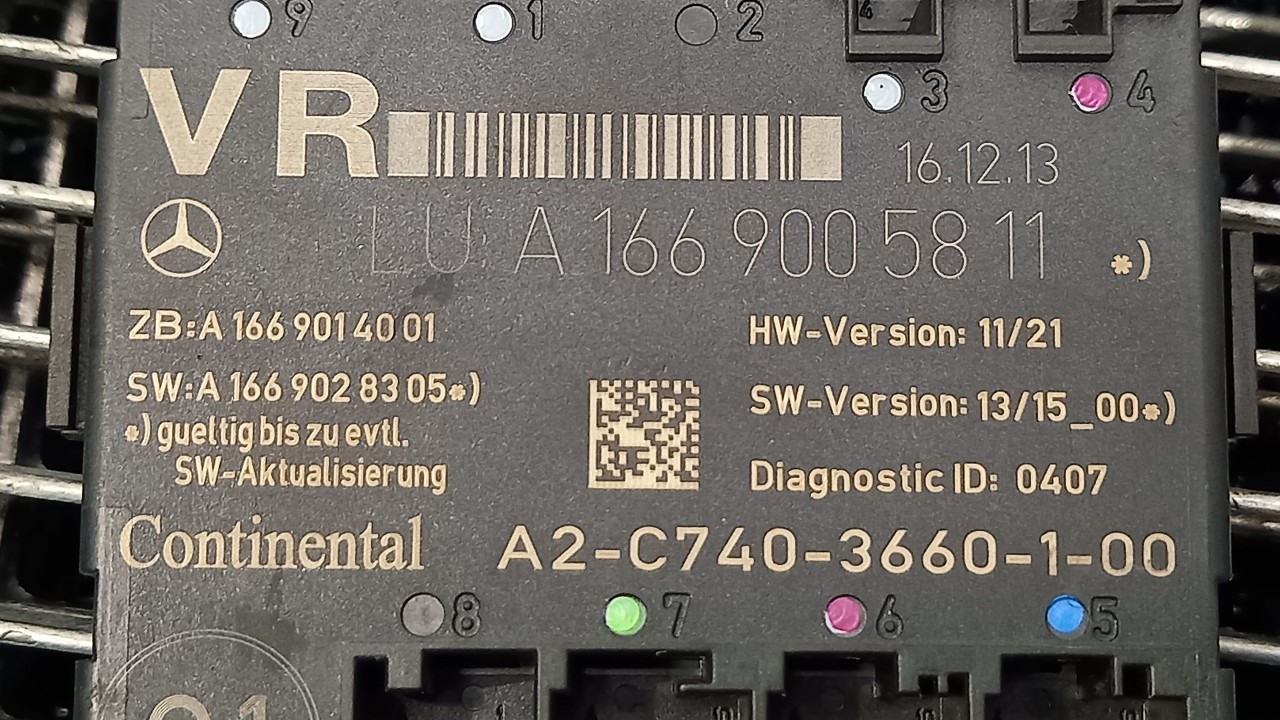 9 1 2
3 4
VR
16.12.13
LU A 166 900 58 11 *)
ZB:A 166 901 40 01
HW-Version: 11/21
SW:A 166 902 83 05*)
SW-Version: 13/15_00*)
*) gueltig bis zu evtl.
SW-Aktualisierung
Diagnostic ID: 0407
Continental A2-C740-3660-1-00
8 7 6 5